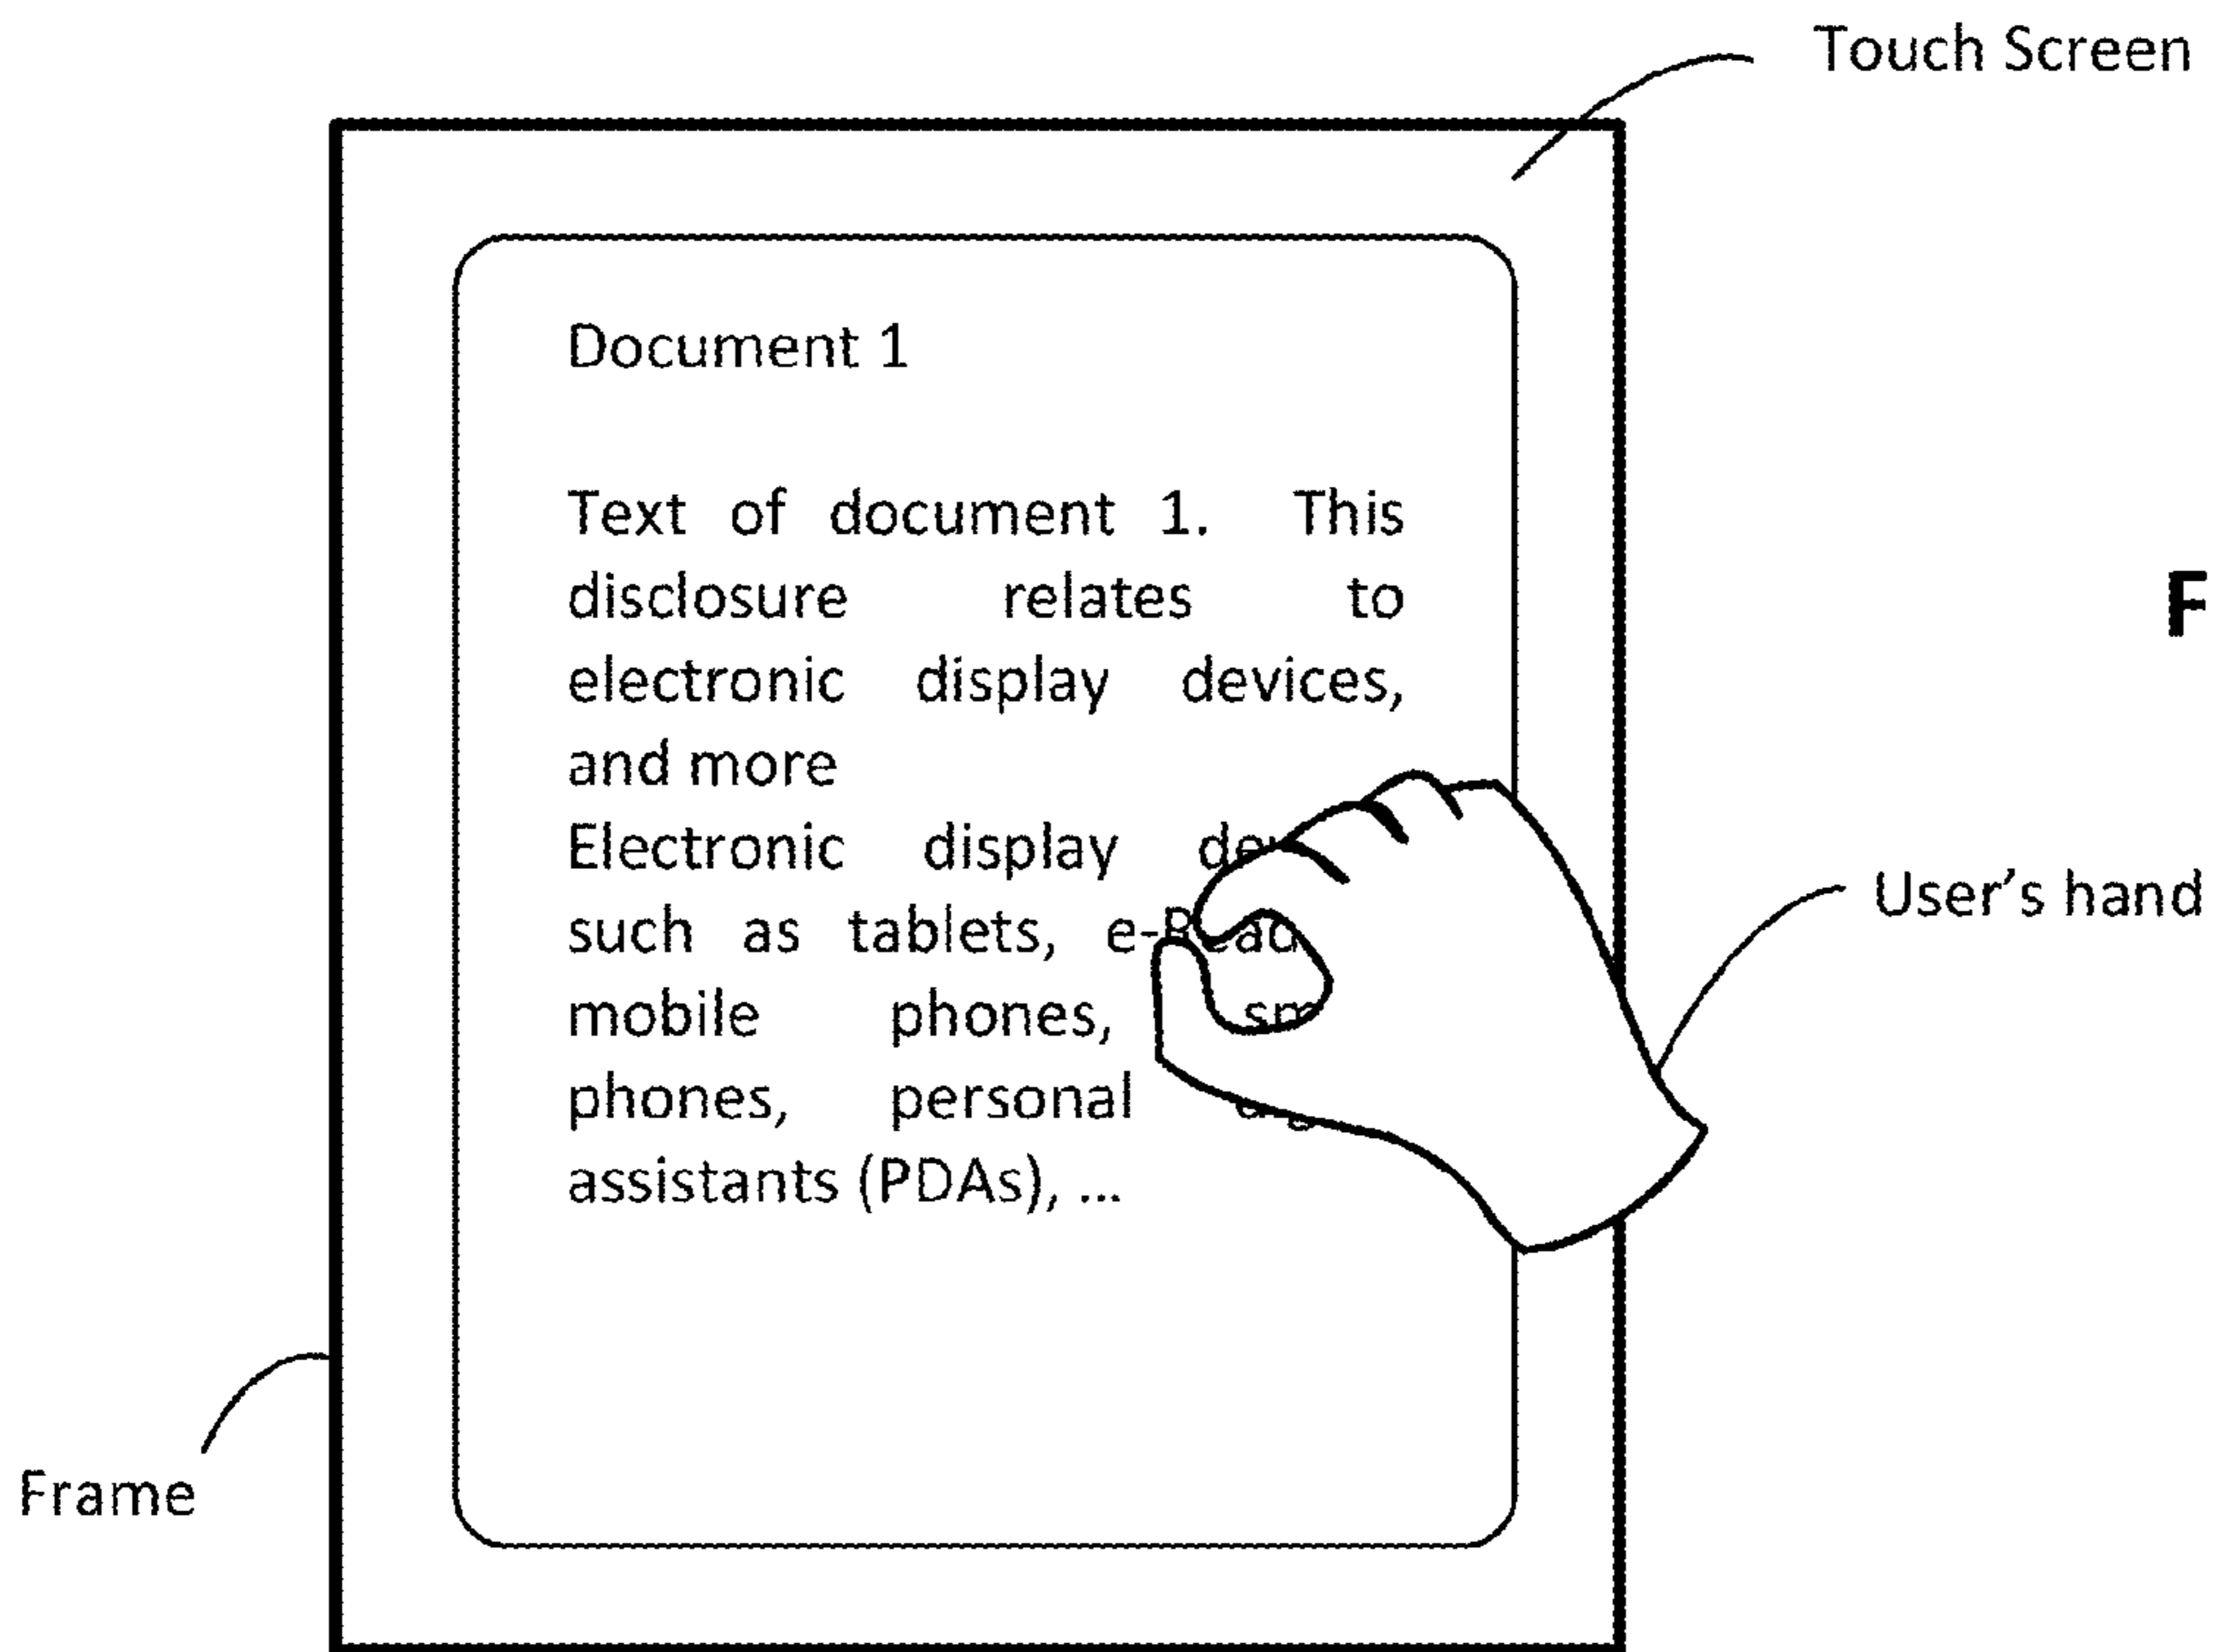 Touch Screen
Document 1
Text of document 1. This
disclosure relates to
electronic display devices,
and more
Electronic display
such as tablets,
mobile phones,
phones, personal
assistants (PDAs), ...
F
User's hand
Frame